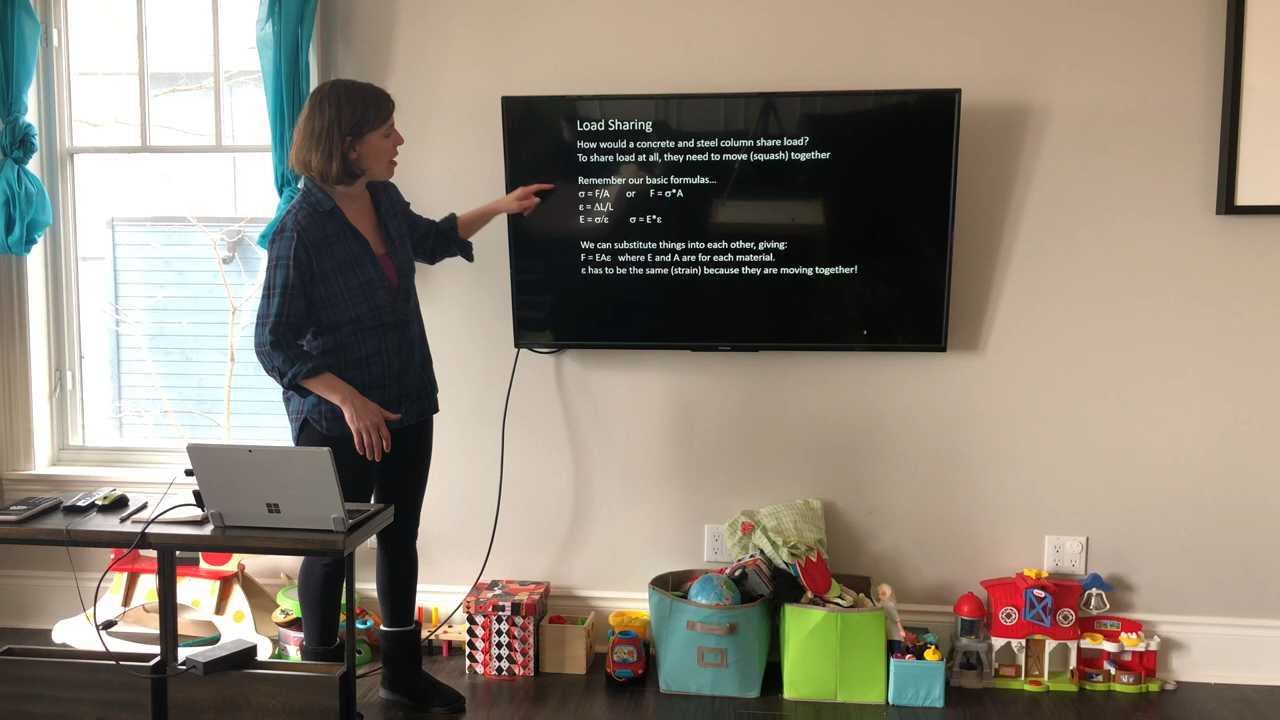 Load Sharing
How would a concrete and steel column share load?
To share load at all, they need to move (squash) together
Remember our basic formulas...
σ = F/A or F = σ*A
ε = ΔL/L
E = σ/ε σ = E*ε
We can substitute things into each other, giving:
F = EAε where E and A are for each material.
ε has to be the same (strain) because they are moving together!